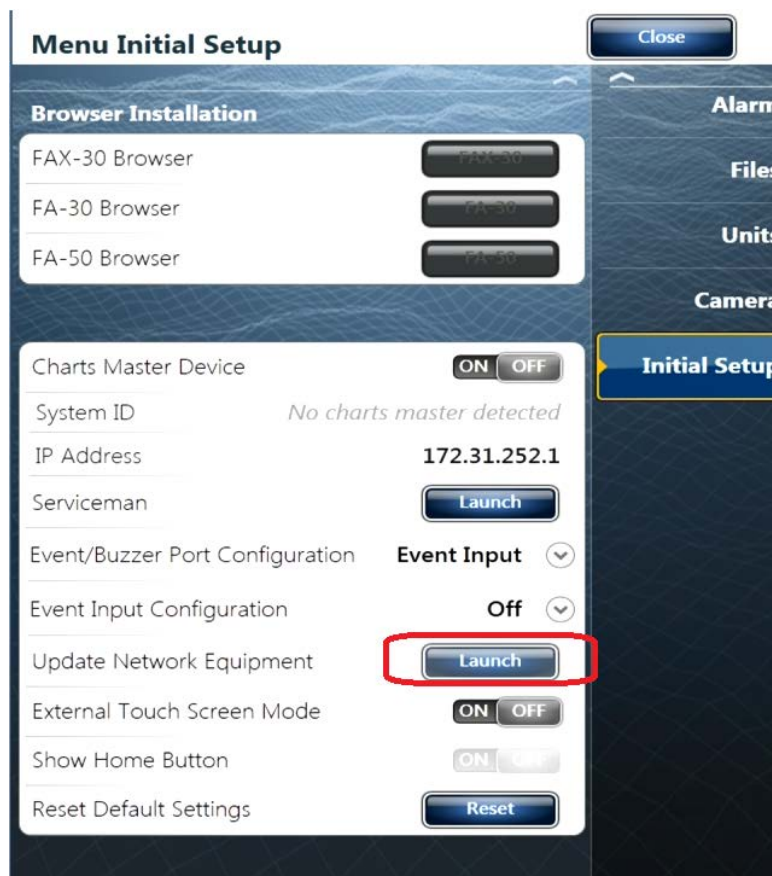 Menu Initial Setup
Close
Browser Installation
FAX-30 Browser FAX-30
FA-30 Browser FA-30
FA-50 Browser FA-50
Charts Master Device ON OFF
System ID No charts master detected
IP Address 172.31.252.1
Serviceman Launch
Event/Buzzer Port Configuration Event Input
Event Input Configuration Off
Update Network Equipment Launch
External Touch Screen Mode ON OFF
Show Home Button ON OFF
Reset Default Settings Reset
Alarm
Files
Units
Camera
Initial Setup